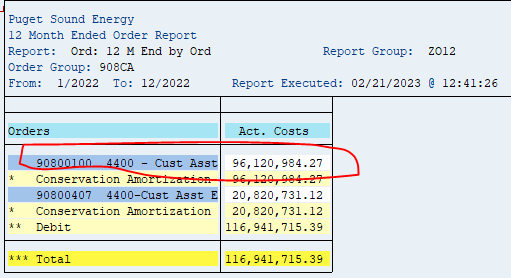 Puget Sound Energy
12 Month Ended Order Report
Report: Ord: 12 M End by Ord Report Group: ZO12
Order Group: 908CA
From: 1/2022 To: 12/2022 Report Executed: 02/21/2023 @ 12:41:26
Orders Act. Costs
90800100 4400 - Cust Asst 96,120,984.27
* Conservation Amortization 96,120,984.27
90800407 4400-Cust Asst E 20,820,731.12
* Conservation Amortization 20,820,731.12
** Debit 116,941,715.39
*** Total 116,941,715.39